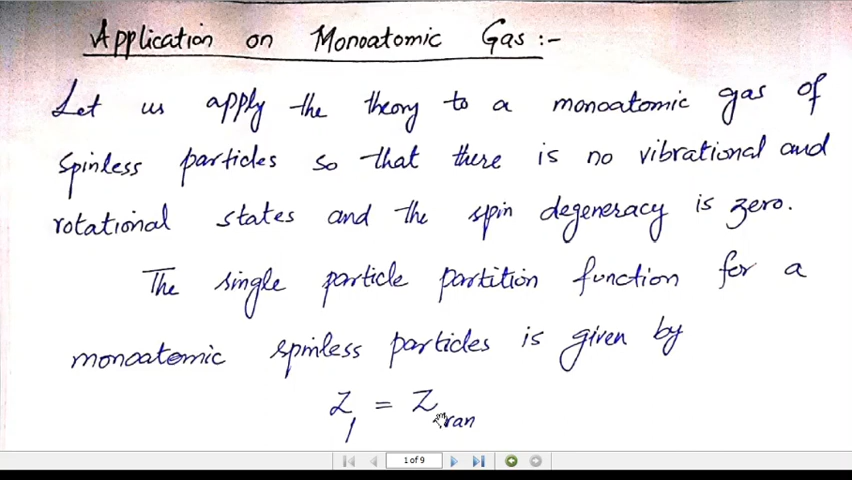 Application on Monoatomic Gas :-
Let us apply the theory to a monoatomic gas of
spinless particles so that there is no vibrational and
rotational states and the spin degeneracy is zero.
The single particle partition function for a
monoatomic spinless particles is given by
Z₁ = Z
1 of 9